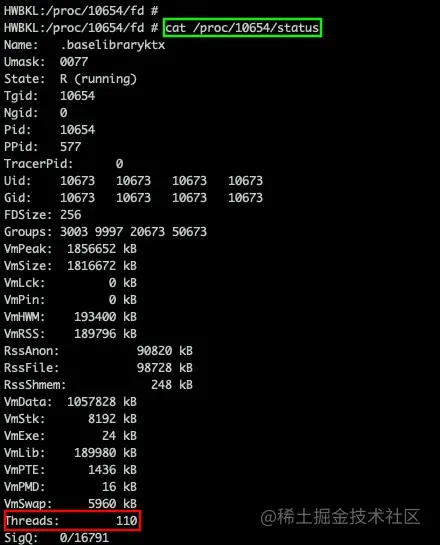 HWBKL:/proc/10654/fd #
HWBKL:/proc/10654/fd # cat /proc/10654/status
Name:   .baselibraryktx
Umask:  0077
State:  R (running)
Tgid:   10654
Ngid:   0
Pid:    10654
PPid:   577
TracerPid:      0
Uid:    10673   10673   10673   10673
Gid:    10673   10673   10673   10673
FDSize: 256
Groups: 3003 9997 20673 50673
VmPeak:  1856652 kB
VmSize:  1816672 kB
VmLck:         0 kB
VmPin:         0 kB
VmHWM:    193400 kB
VmRSS:    189796 kB
RssAnon:           90820 kB
RssFile:           98728 kB
RssShmem:            248 kB
VmData:  1057828 kB
VmStk:      8192 kB
VmExe:        24 kB
VmLib:    189980 kB
VmPTE:      1436 kB
VmPMD:        16 kB
VmSwap:     5960 kB
Threads:        110
SigQ:   0/16791
@稀土掘金技术社区